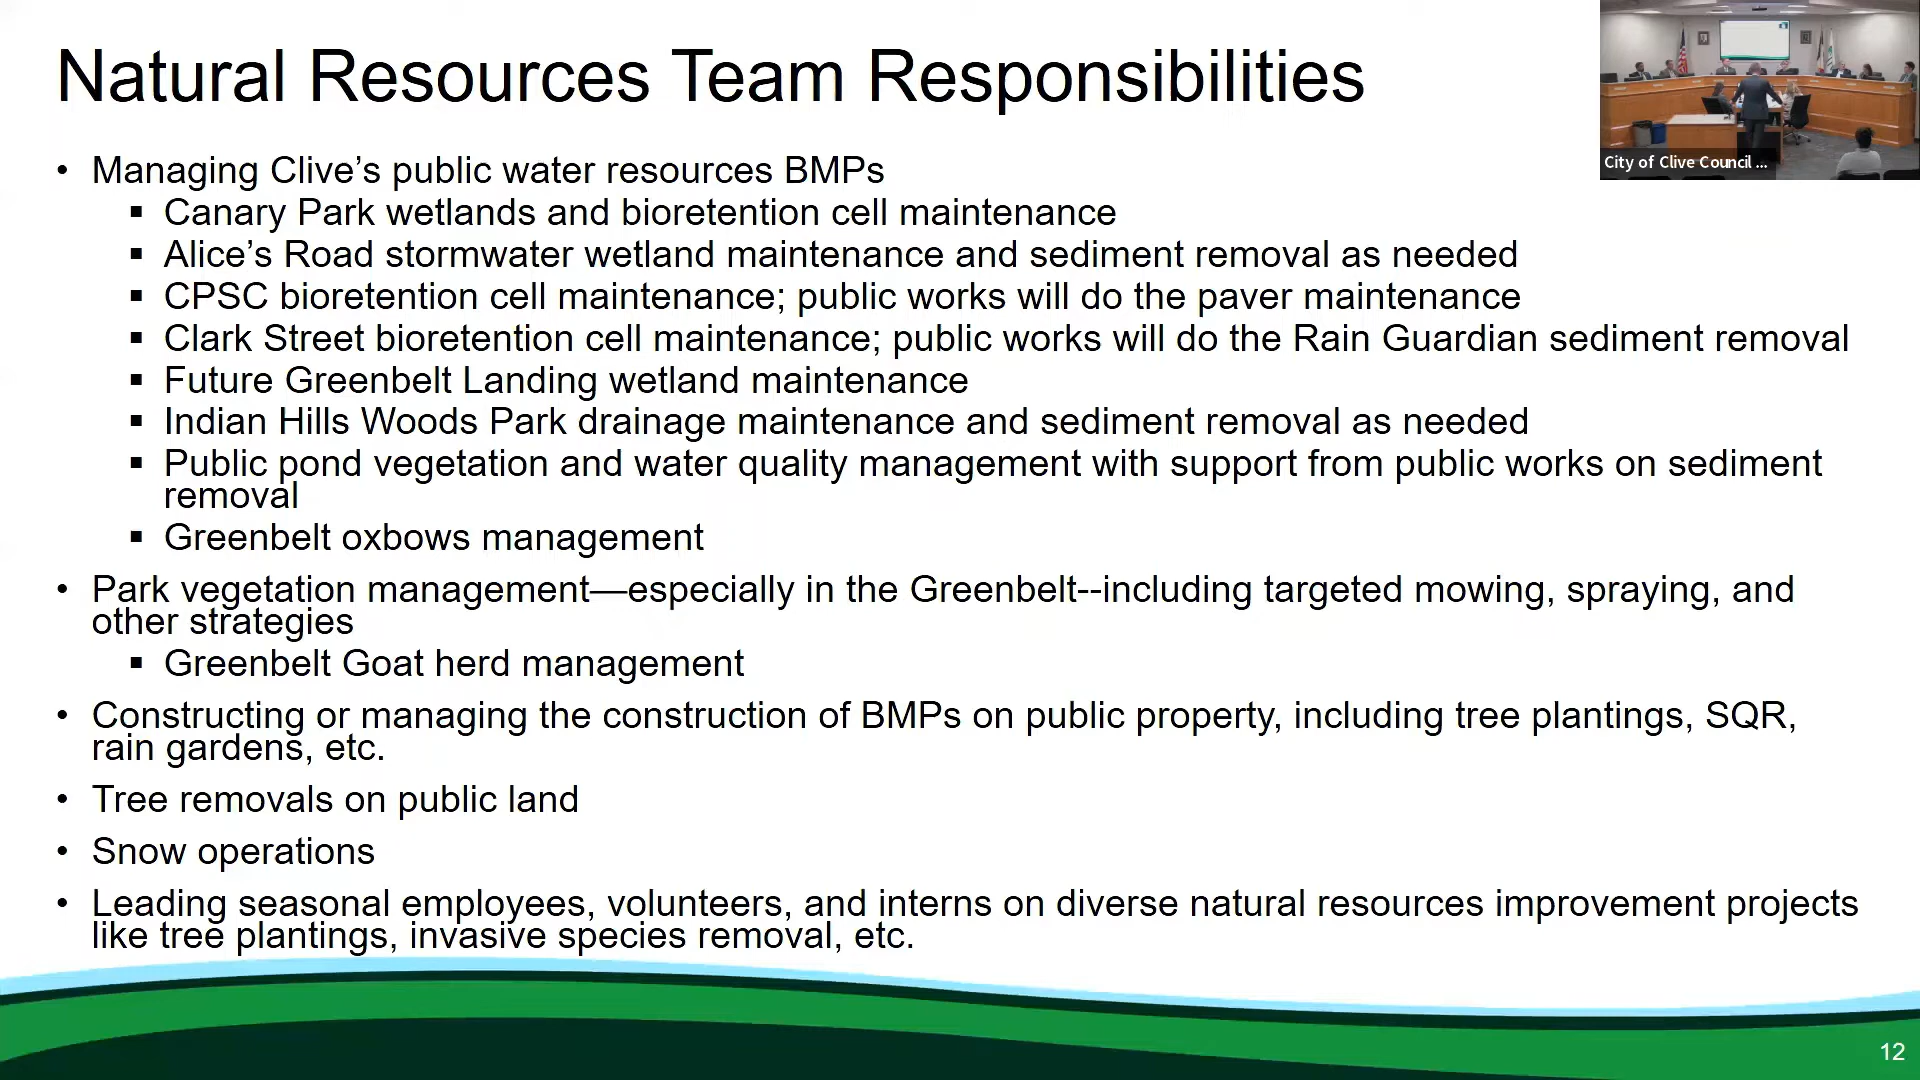 Natural Resources Team Responsibilities
City of Clive Council ...
• Managing Clive’s public water resources BMPs
▪ Canary Park wetlands and bioretention cell maintenance
▪ Alice’s Road stormwater wetland maintenance and sediment removal as needed
▪ CPSC bioretention cell maintenance; public works will do the paver maintenance
▪ Clark Street bioretention cell maintenance; public works will do the Rain Guardian sediment removal
▪ Future Greenbelt Landing wetland maintenance
▪ Indian Hills Woods Park drainage maintenance and sediment removal as needed
▪ Public pond vegetation and water quality management with support from public works on sediment
removal
▪ Greenbelt oxbows management
• Park vegetation management—especially in the Greenbelt--including targeted mowing, spraying, and
other strategies
▪ Greenbelt Goat herd management
• Constructing or managing the construction of BMPs on public property, including tree plantings, SQR,
rain gardens, etc.
• Tree removals on public land
• Snow operations
• Leading seasonal employees, volunteers, and interns on diverse natural resources improvement projects
like tree plantings, invasive species removal, etc.
12